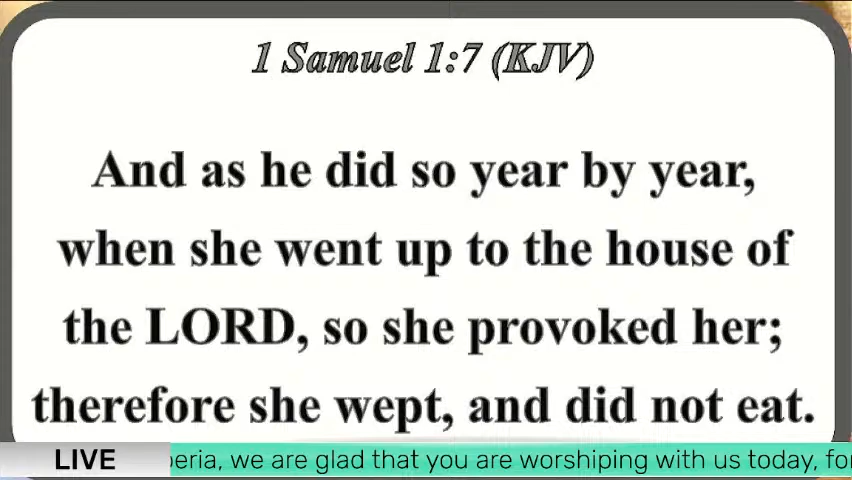 1 Samuel 1:7 (KJV)
And as he did so year by year,
when she went up to the house of
the LORD, so she provoked her;
therefore she wept, and did not eat.
LIVE
we are glad that you are worshiping with us today,